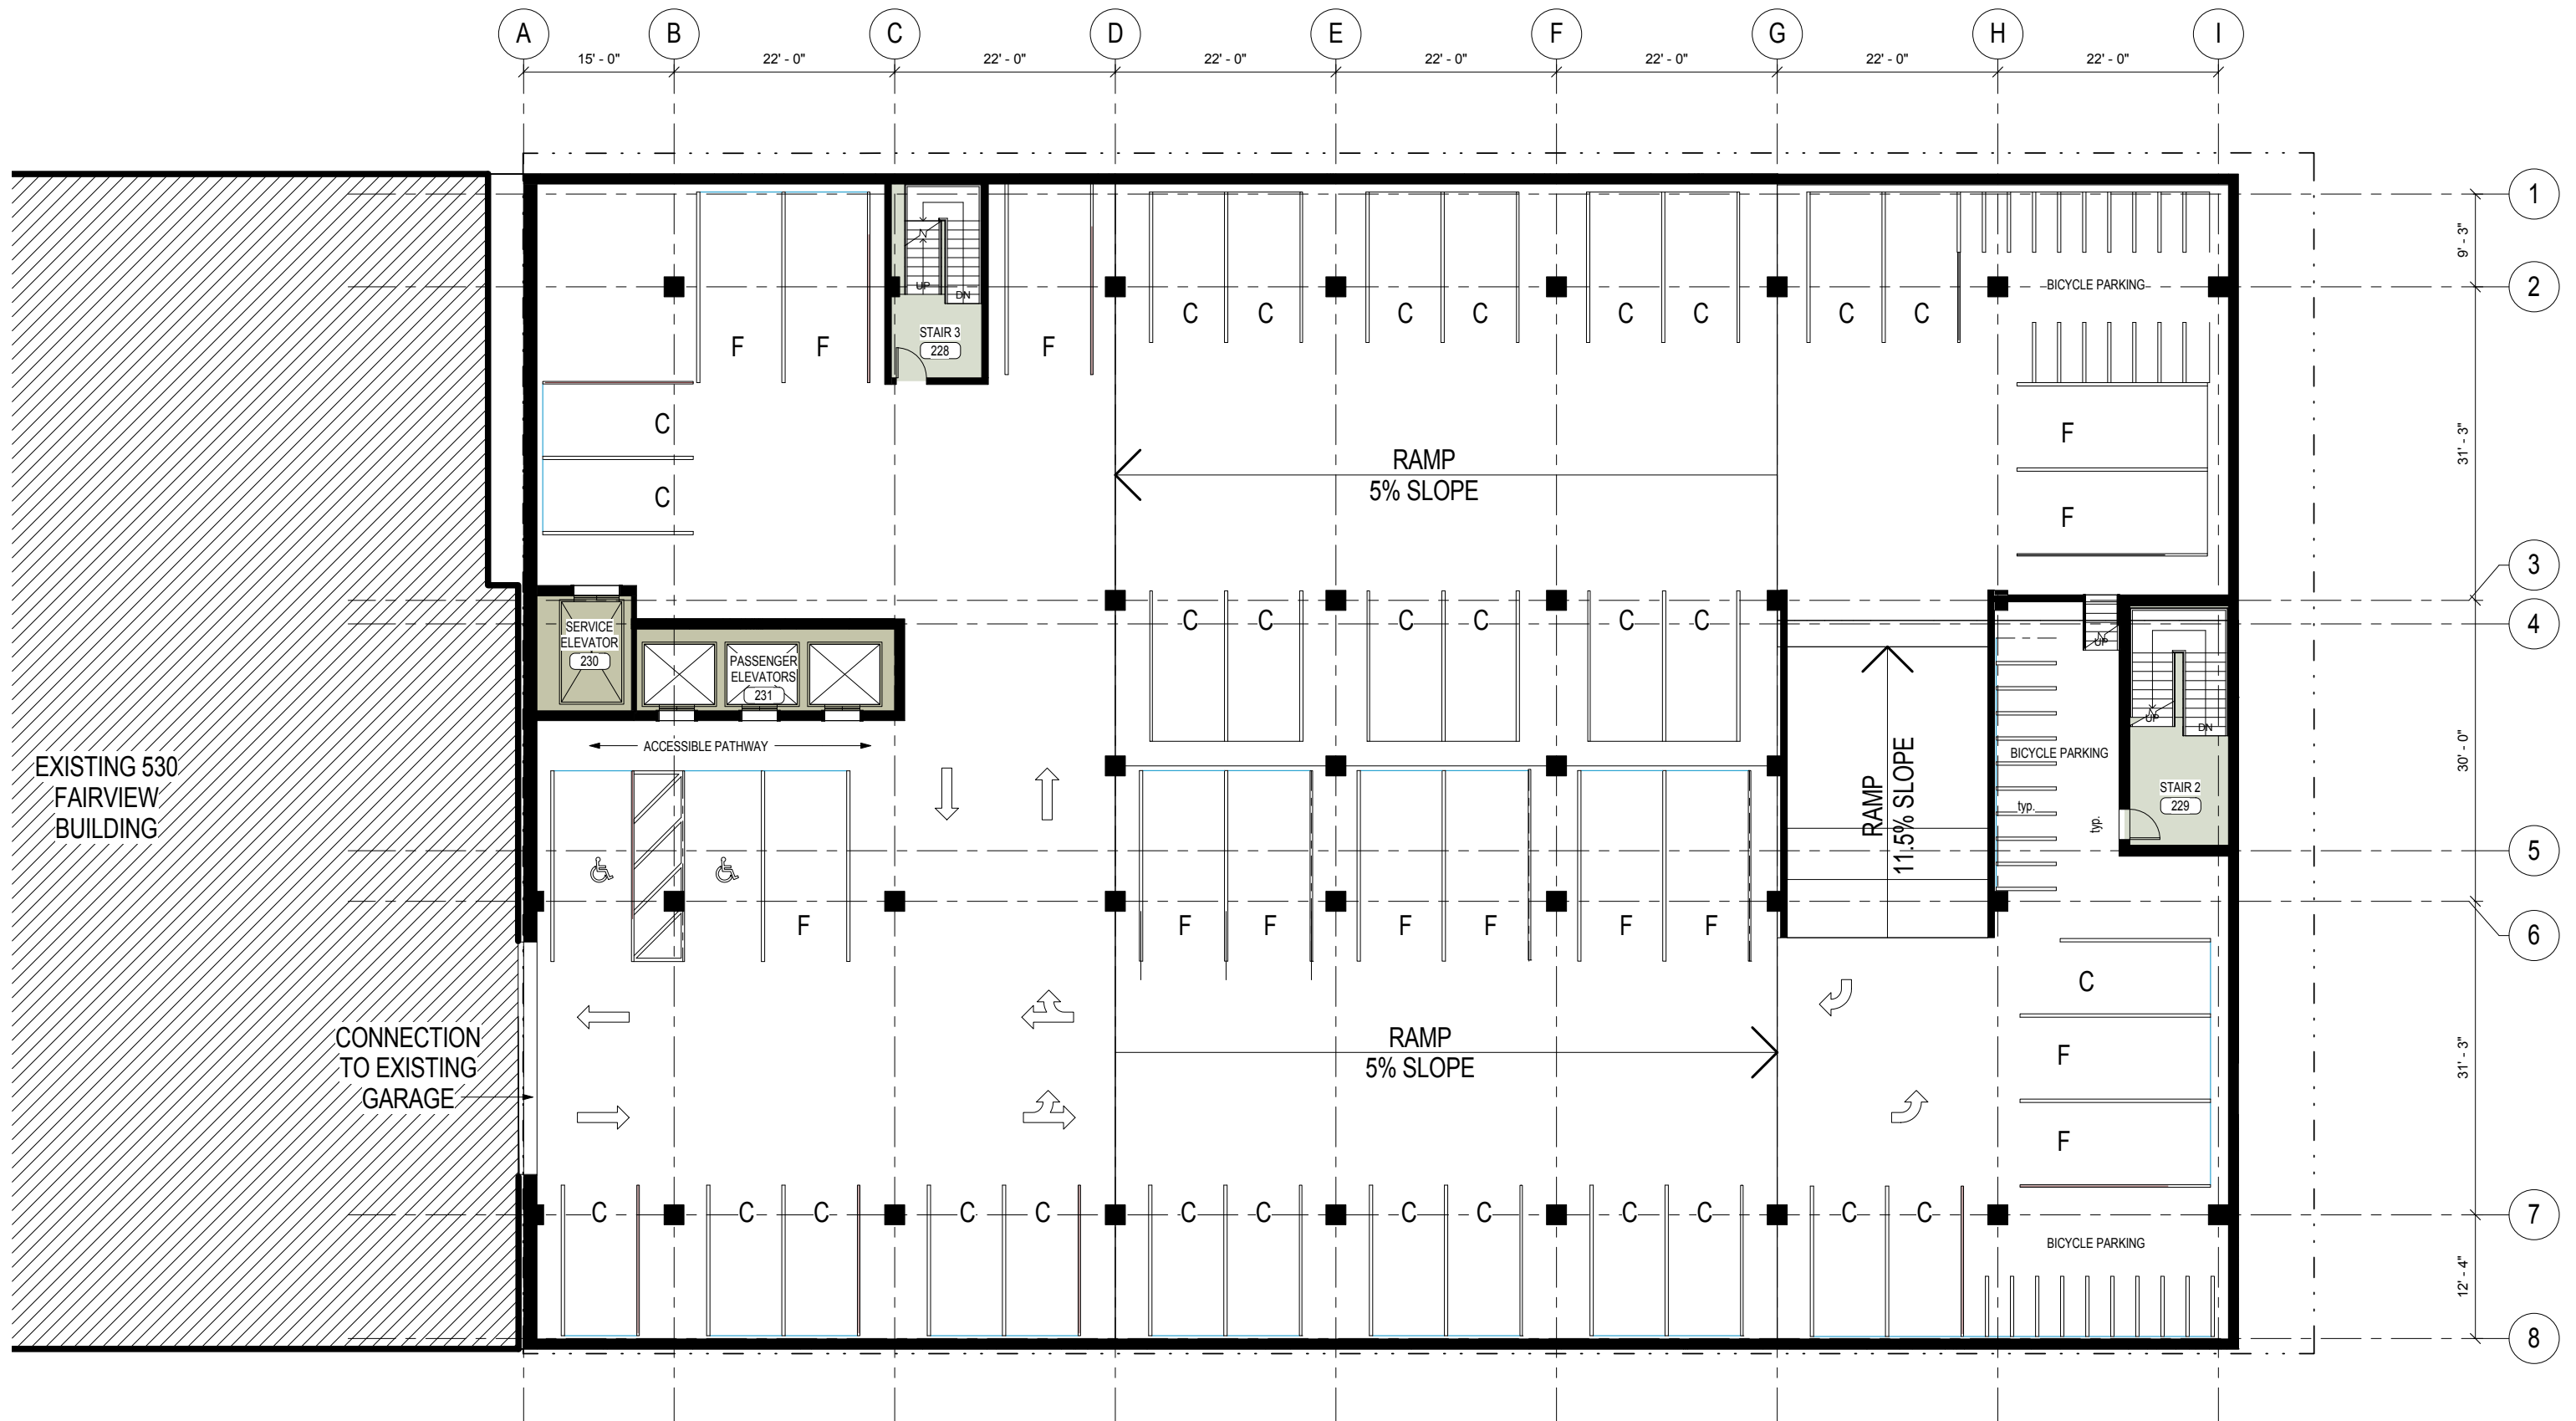 A B C D E F G H I
15' - 0" 22' - 0" 22' - 0" 22' - 0" 22' - 0" 22' - 0" 22' - 0" 22' - 0"
1
9' - 3"
N
UP
DN
BICYCLE PARKING
2
C C C C C C C C
STAIR 3
228
F F F
C
F
31' - 3"
RAMP
5% SLOPE
C
F
3
C C C C C C
4
SERVICE
ELEVATOR
230
PASSENGER
ELEVATORS
231
N
UP
N
UP
DN
ACCESSIBLE PATHWAY
BICYCLE PARKING
30' - 0"
EXISTING 530
FAIRVIEW
BUILDING
RAMP
11.5% SLOPE
STAIR 2
229
typ.
typ.
5
F F F F F F F
6
C
CONNECTION
TO EXISTING
GARAGE
RAMP
5% SLOPE
F
31' - 3"
F
C C C C C C C C C C C C C
7
BICYCLE PARKING
12' - 4"
8